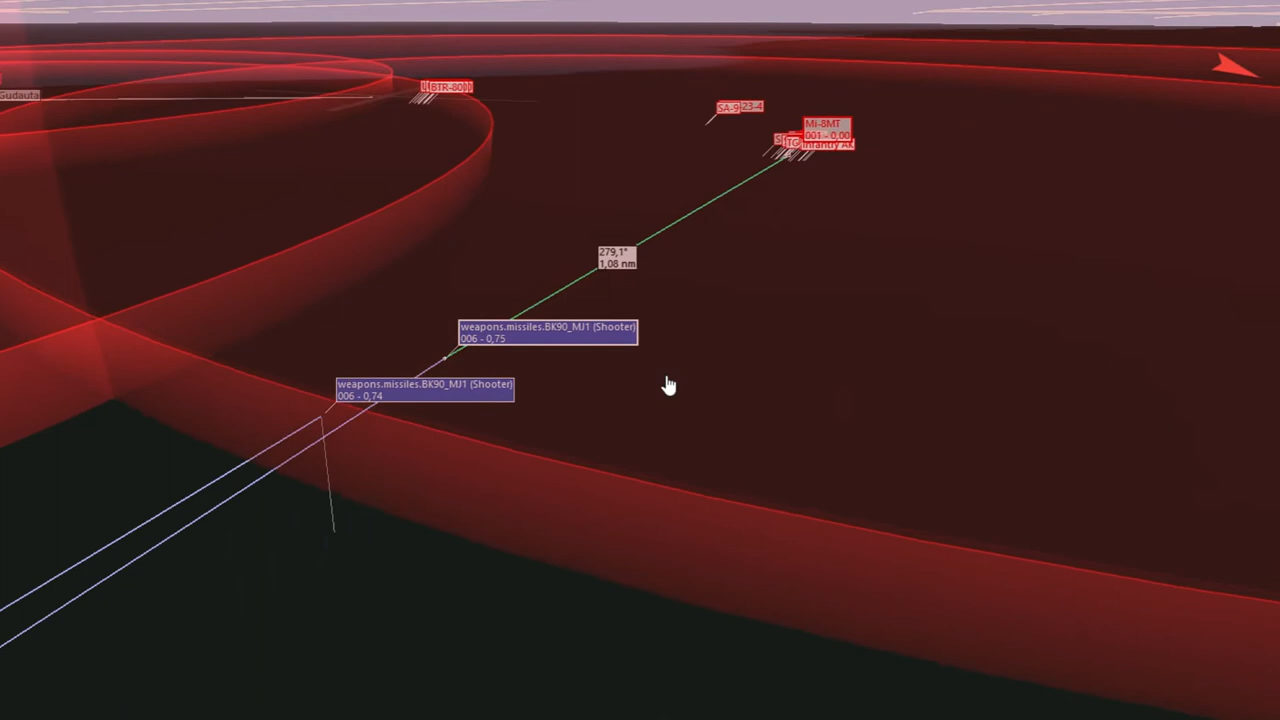 BTR-80
Gudauta
SA-9
23-4
Mi-8MT
001 - 0,00
Infantry AK
279,1°
1,08 nm
weapons.missiles.BK90_MJ1 (Shooter)
006 - 0,75
weapons.missiles.BK90_MJ1 (Shooter)
006 - 0,74